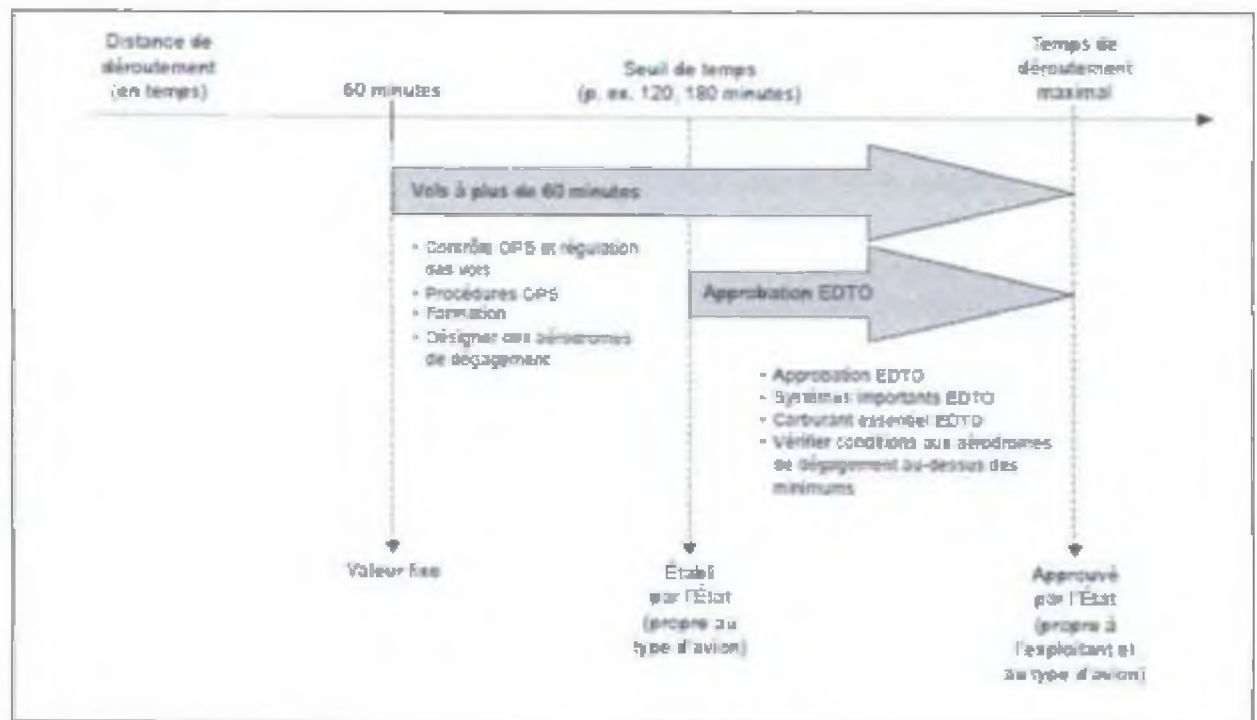 Distance de
déroutement
(en temps)
60 minutes
Seuil de temps
(p. ex. 120, 180 minutes)
Temps de
déroutement
maximal
Vols à plus de 60 minutes
• Contrôle OPS et régulation
des vols
• Procédures OPS
• Formation
• Désigner des aérodromes
de dégagement
Approbation EDTO
• Approbation EDTO
• Systèmes importants EDTO
• Carburant essentiel EDTO
• Vérifier conditions aux aérodromes
de dégagement au-dessus des
minimums
Valeur fixe
Établi
par l'État
(propre au
type d'avion)
Approuvé
par l'État
(propre à
l'exploitant et
au type d'avion)